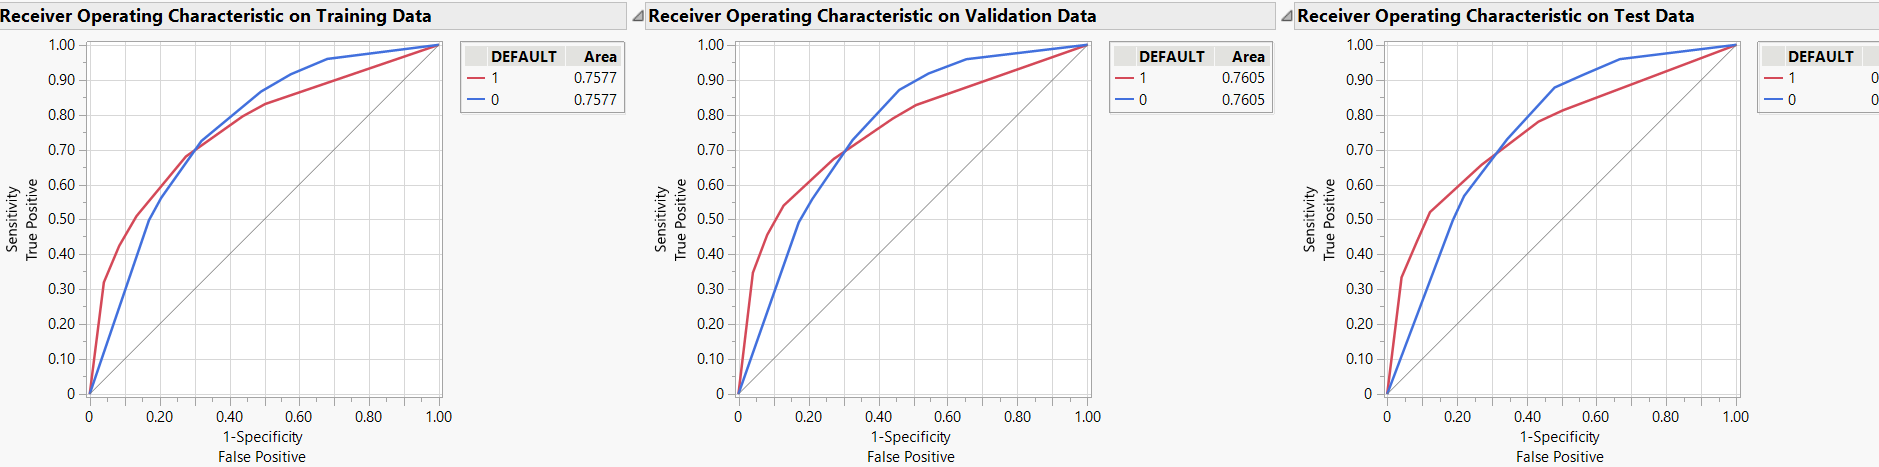 Receiver Operating Characteristic on Training Data
1.00
0.90
0.80
0.70
0.60
0.50
0.40
0.30
0.20
0.10
0
Sensitivity
True Positive
0 0.20 0.40 0.60 0.80 1.00
1-Specificity
False Positive
DEFAULT Area
1 0.7577
0 0.7577
Receiver Operating Characteristic on Validation Data
1.00
0.90
0.80
0.70
0.60
0.50
0.40
0.30
0.20
0.10
0
Sensitivity
True Positive
0 0.20 0.40 0.60 0.80 1.00
1-Specificity
False Positive
DEFAULT Area
1 0.7605
0 0.7605
Receiver Operating Characteristic on Test Data
1.00
0.90
0.80
0.70
0.60
0.50
0.40
0.30
0.20
0.10
0
Sensitivity
True Positive
0 0.20 0.40 0.60 0.80 1.00
1-Specificity
False Positive
DEFAULT
1 0
0 0